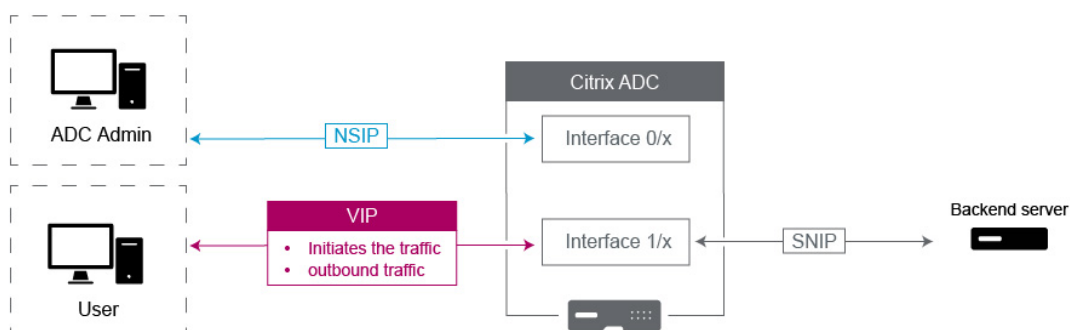 Citrix ADC
ADC Admin
NSIP
Interface 0/x
VIP
• Initiates the traffic
• outbound traffic
Interface 1/x
SNIP
Backend server
User